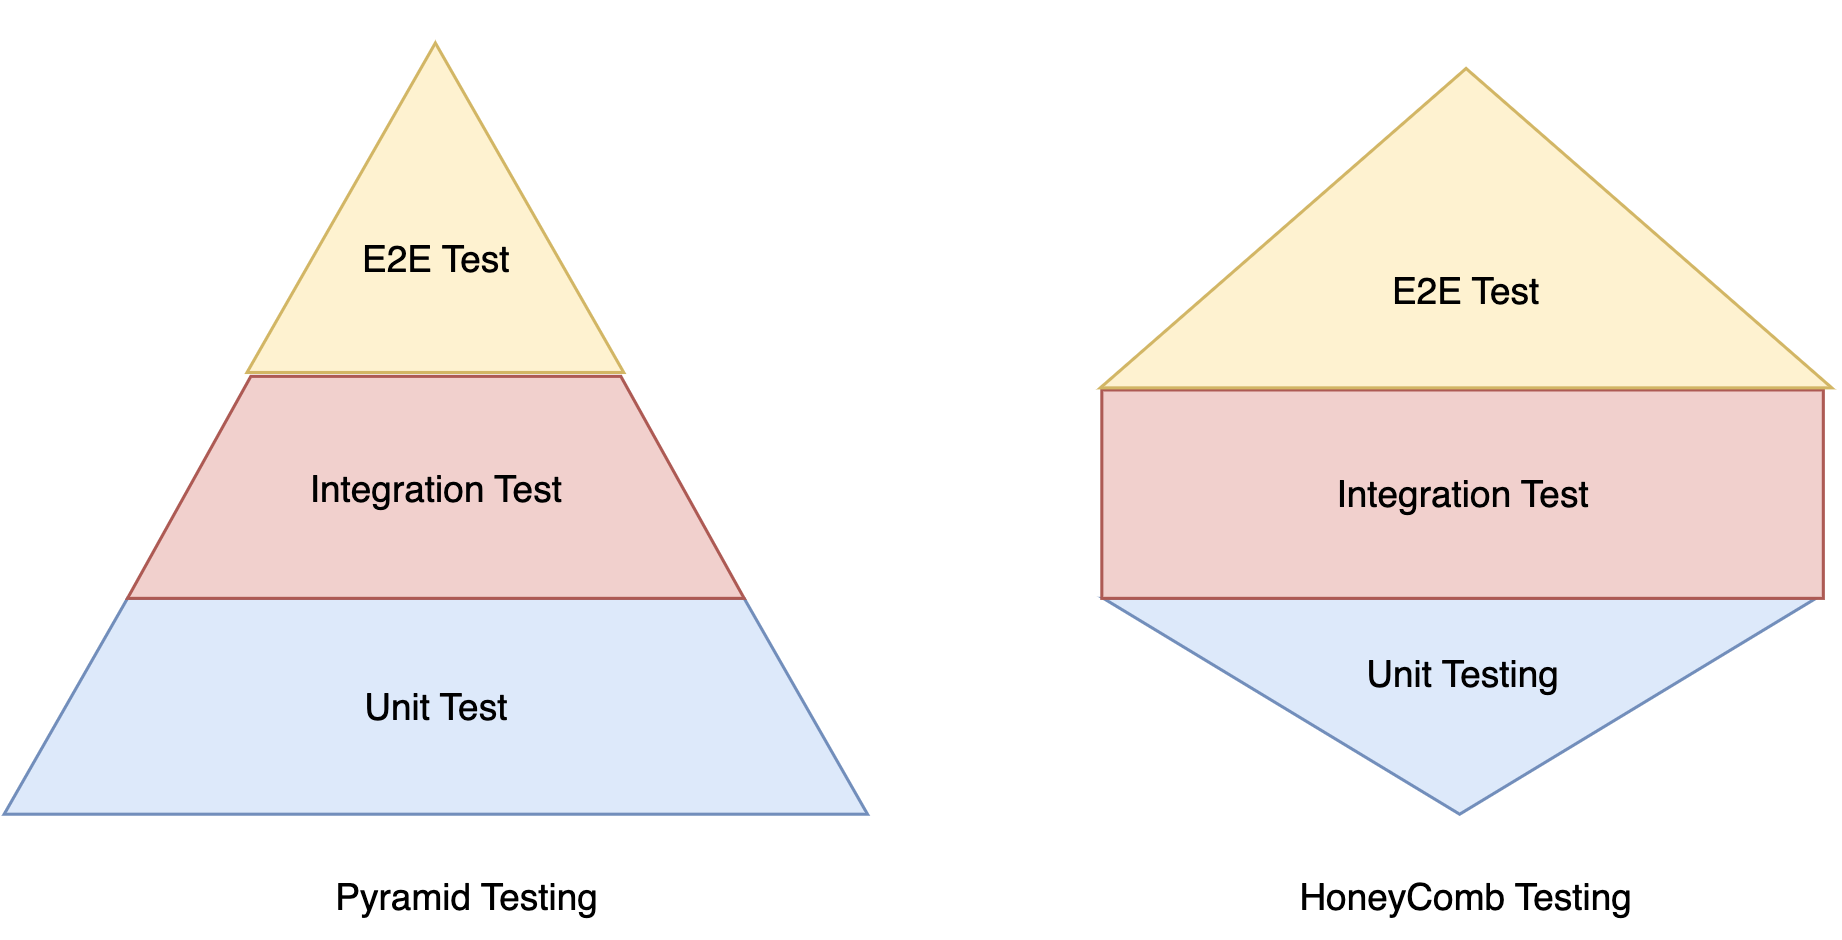 E2E Test
Integration Test
Unit Test
Pyramid Testing
E2E Test
Integration Test
Unit Testing
HoneyComb Testing